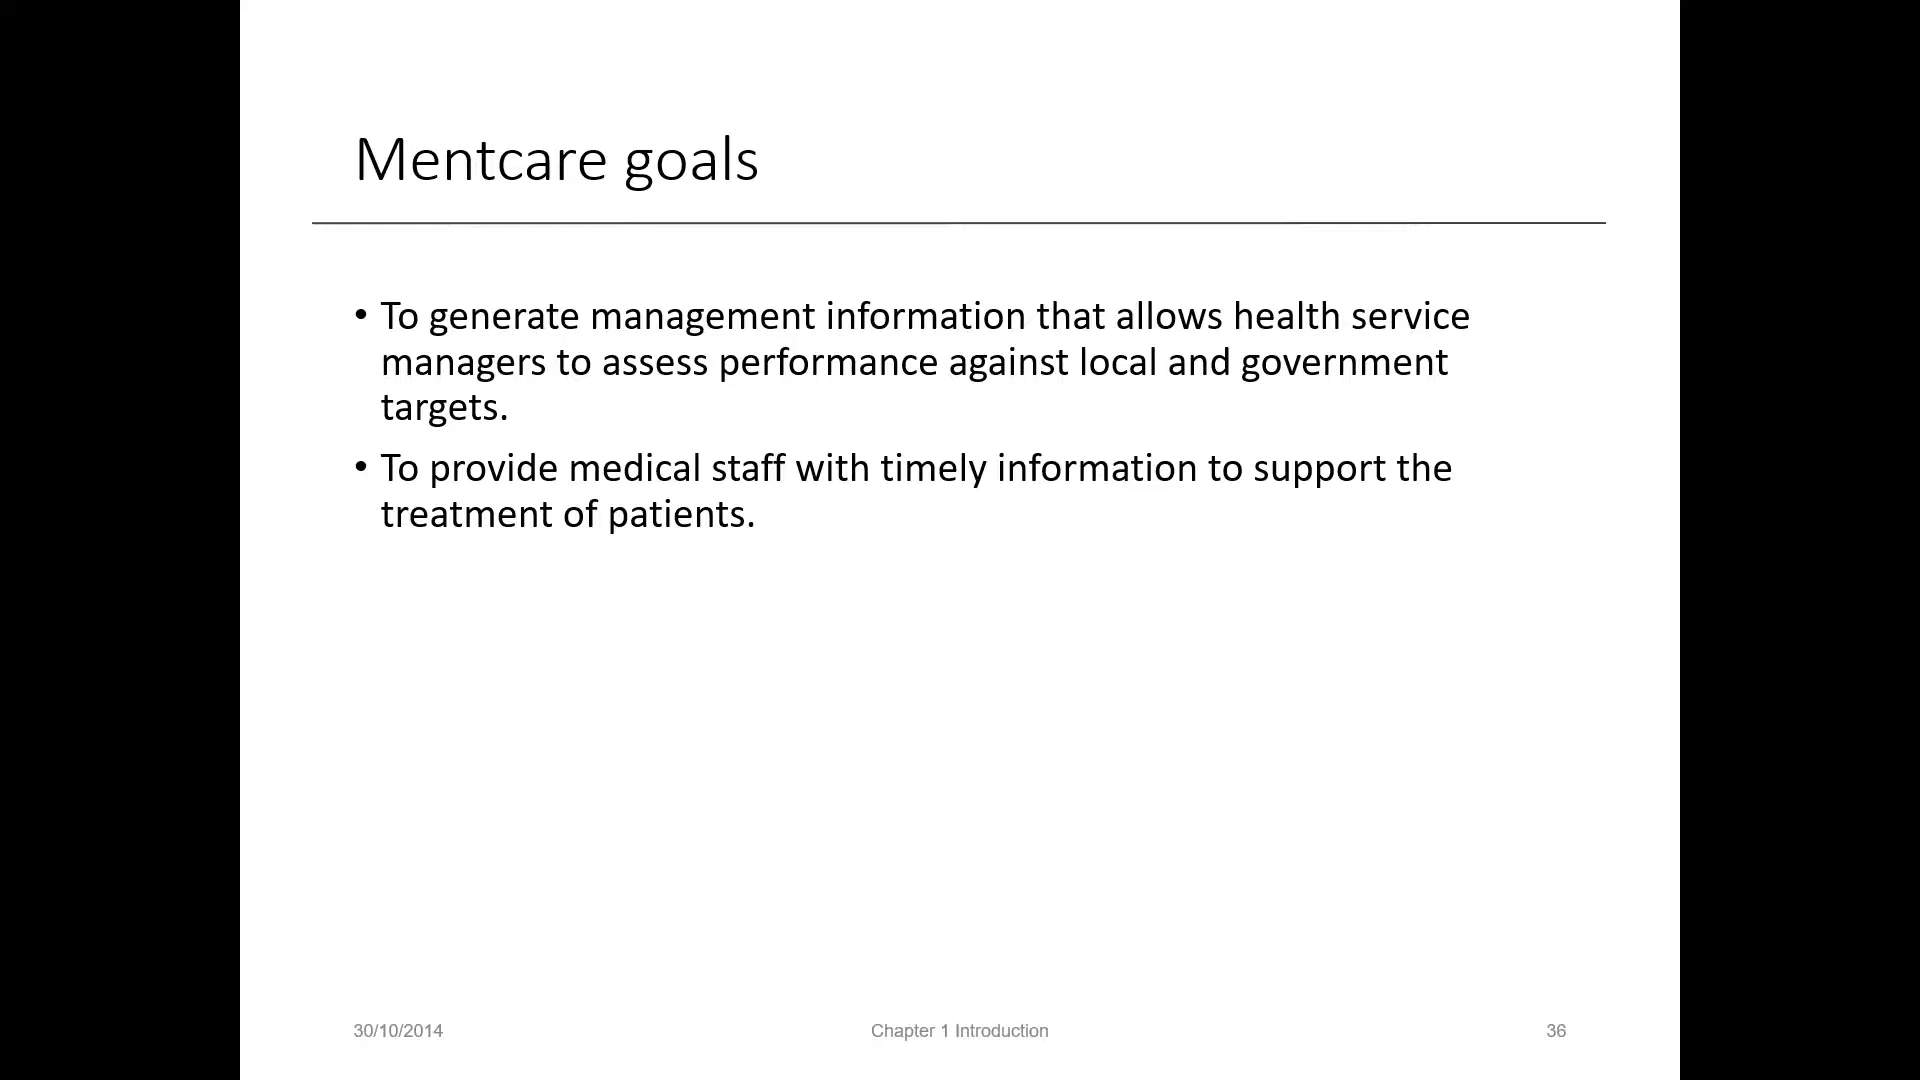 Mentcare goals
• To generate management information that allows health service
managers to assess performance against local and government
targets.
• To provide medical staff with timely information to support the
treatment of patients.
30/10/2014
Chapter 1 Introduction
36